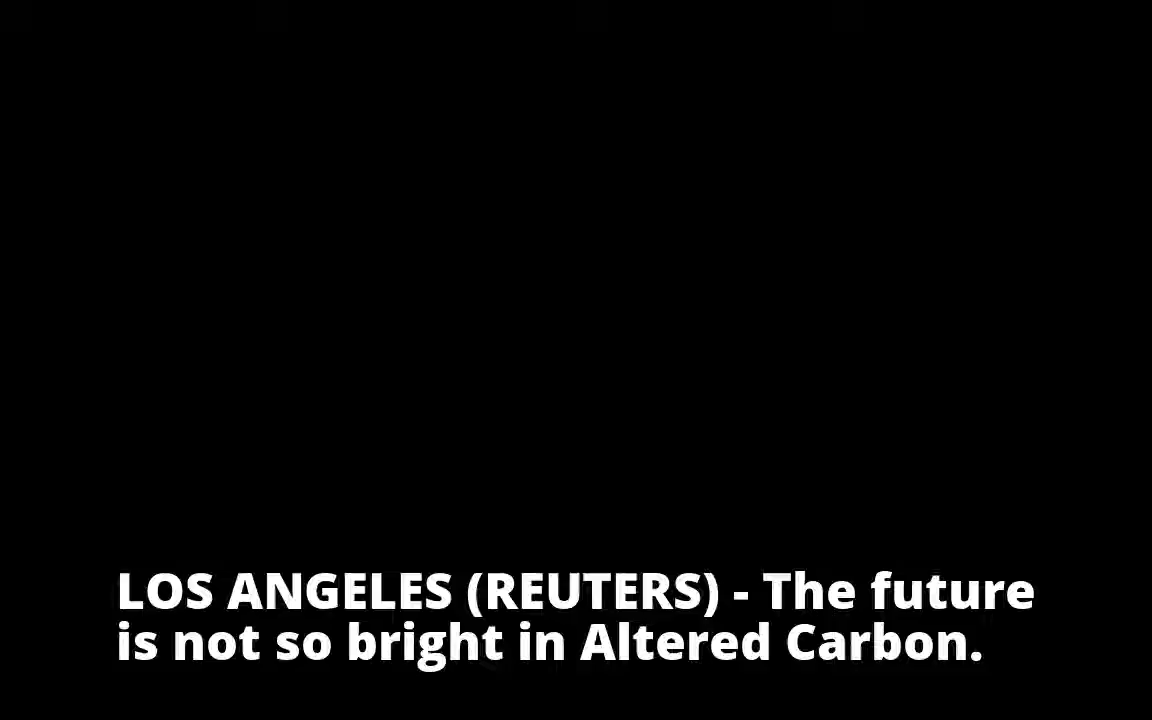 LOS ANGELES (REUTERS) - The future
is not so bright in Altered Carbon.